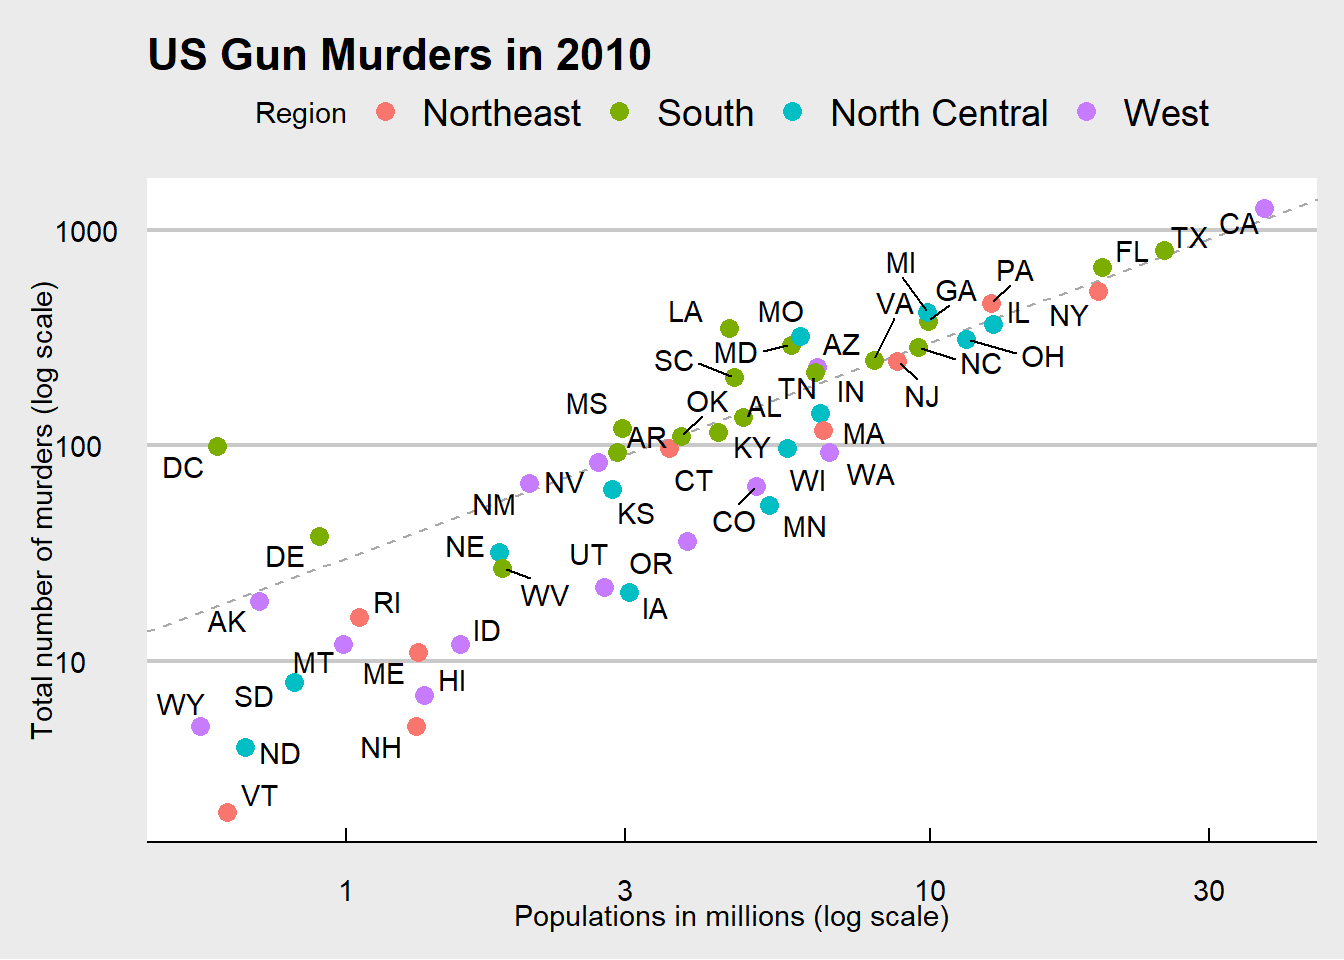 US Gun Murders in 2010
Region Northeast South North Central West
Total number of murders (log scale)
1000
100
10
CA
TX
FL
MI
PA
GA
VA
LA
MO
IL
NY
AZ
SC
MD
NC
OH
TN
IN
NJ
MS
OK
AL
AR
KY
MA
DC
CT
WI
WA
NV
NM
KS
CO
MN
NE
UT
OR
DE
WV
IA
RI
AK
ID
MT
ME
HI
SD
WY
NH
ND
VT
1 3 10 30
Populations in millions (log scale)